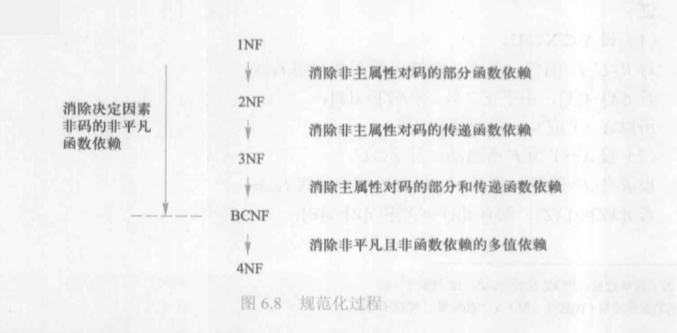 1NF
消除非主属性对码的部分函数依赖
2NF
消除决定因素
非码的非平凡
函数依赖
消除非主属性对码的传递函数依赖
3NF
消除主属性对码的部分和传递函数依赖
BCNF
消除非平凡且非函数依赖的多值依赖
4NF
图 6.8 规范化过程